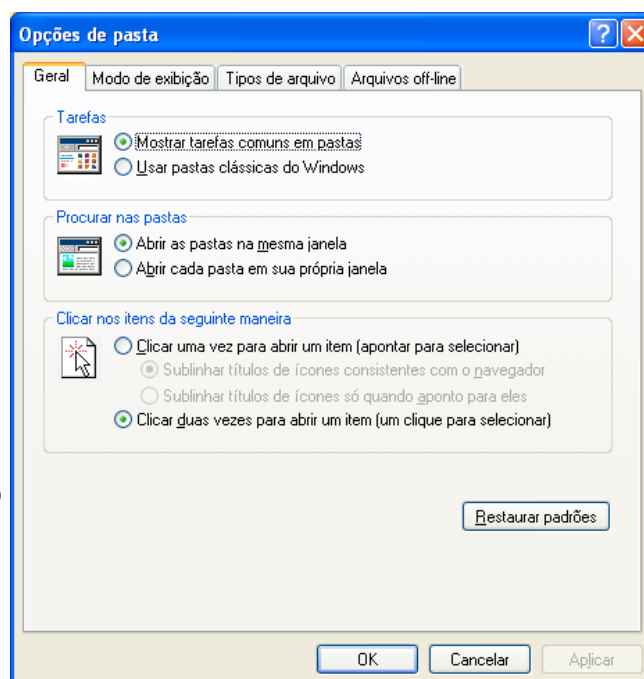 Opções de pasta
Geral Modo de exibição Tipos de arquivo Arquivos off-line
Tarefas
Mostrar tarefas comuns em pastas
Usar pastas clássicas do Windows
Procurar nas pastas
Abrir as pastas na mesma janela
Abrir cada pasta em sua própria janela
Clicar nos itens da seguinte maneira
Clicar uma vez para abrir um item (apontar para selecionar)
Sublinhar títulos de ícones consistentes com o navegador
Sublinhar títulos de ícones só quando aponto para eles
Clicar duas vezes para abrir um item (um clique para selecionar)
Restaurar padrões
OK Cancelar Aplicar